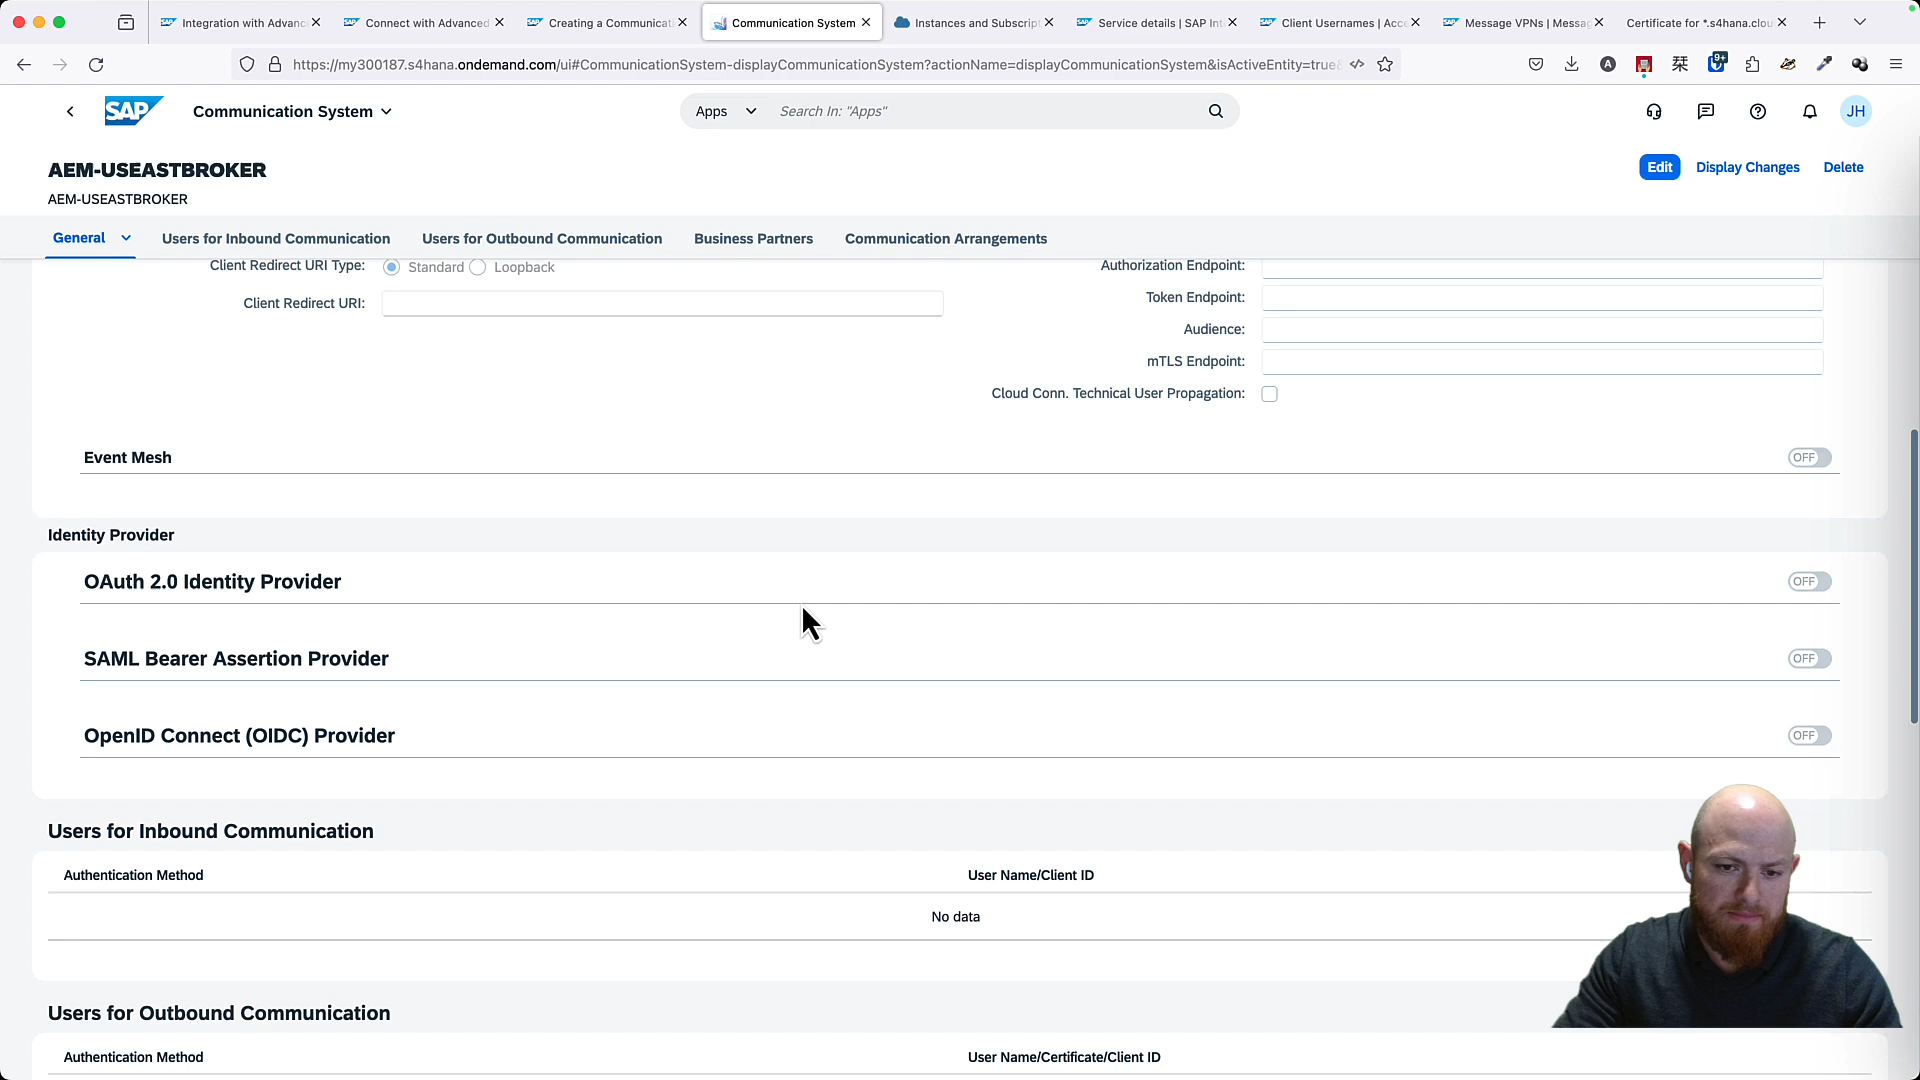 Integration with Advanc
Connect with Advanced
Creating a Communicati
Communication System
Instances and Subscript
Service details | SAP Int
Client Usernames | Acce
Message VPNs | Messag
Certificate for *.s4hana.clou
https://my300187.s4hana.ondemand.com/ui#CommunicationSystem-displayCommunicationSystem?actionName=displayCommunicationSystem&isActiveEntity=true&
9+
SAP
Communication System
Apps
Search In: "Apps"
JH
AEM-USEASTBROKER
AEM-USEASTBROKER
Edit
Display Changes
Delete
General
Users for Inbound Communication
Users for Outbound Communication
Business Partners
Communication Arrangements
Client Redirect URI Type:
Standard
Loopback
Client Redirect URI:
Authorization Endpoint:
Token Endpoint:
Audience:
mTLS Endpoint:
Cloud Conn. Technical User Propagation:
Event Mesh
OFF
Identity Provider
OAuth 2.0 Identity Provider
OFF
SAML Bearer Assertion Provider
OFF
OpenID Connect (OIDC) Provider
OFF
Users for Inbound Communication
Authentication Method
User Name/Client ID
No data
Users for Outbound Communication
Authentication Method
User Name/Certificate/Client ID